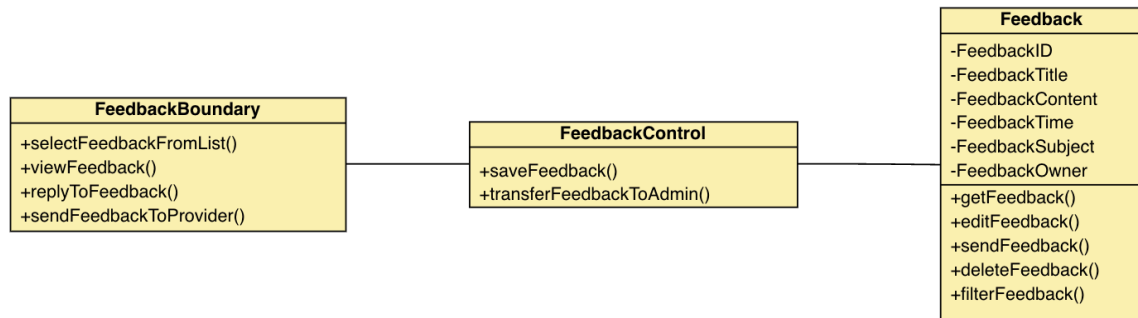 FeedbackBoundary
+selectFeedbackFromList()
+viewFeedback()
+replyToFeedback()
+sendFeedbackToProvider()
FeedbackControl
+saveFeedback()
+transferFeedbackToAdmin()
Feedback
-FeedbackID
-FeedbackTitle
-FeedbackContent
-FeedbackTime
-FeedbackSubject
-FeedbackOwner
+getFeedback()
+editFeedback()
+sendFeedback()
+deleteFeedback()
+filterFeedback()